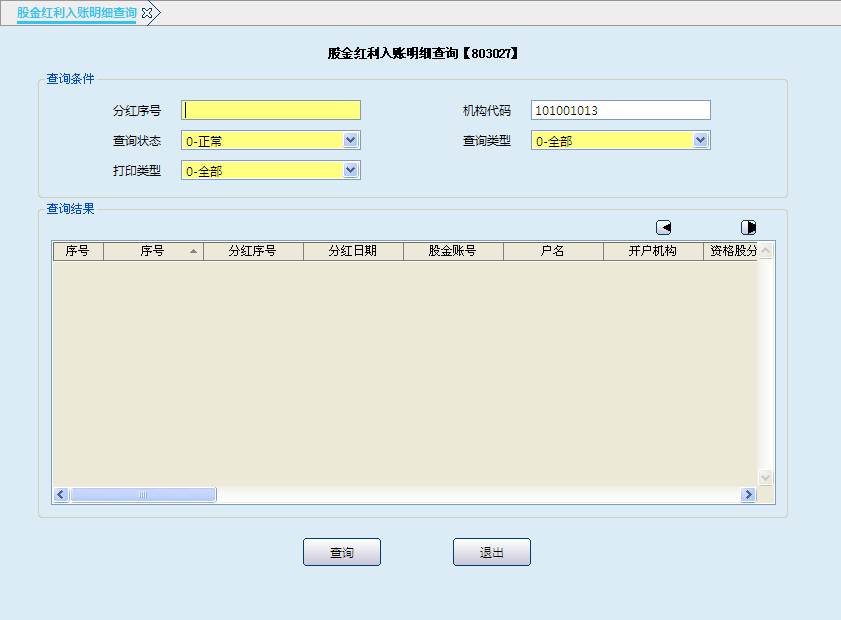 股金红利入账明细查询
股金红利入账明细查询【803027】
查询条件
分红序号 机构代码 101001013
查询状态 0-正常 查询类型 0-全部
打印类型 0-全部
查询结果
序号 序号 分红序号 分红日期 股金账号 户名 开户机构 资格股分
查询 退出